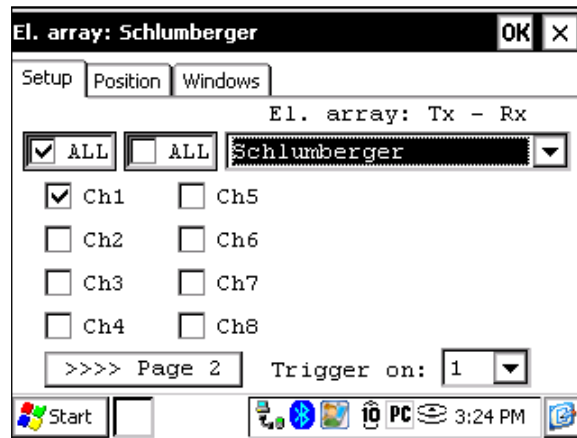 El. array: Schlumberger OK ×
Setup Position Windows
El. array: Tx - Rx
ALL ALL Schlumberger
Ch1 Ch5
Ch2 Ch6
Ch3 Ch7
Ch4 Ch8
>>>> Page 2 Trigger on: 1
Start PC 3:24 PM